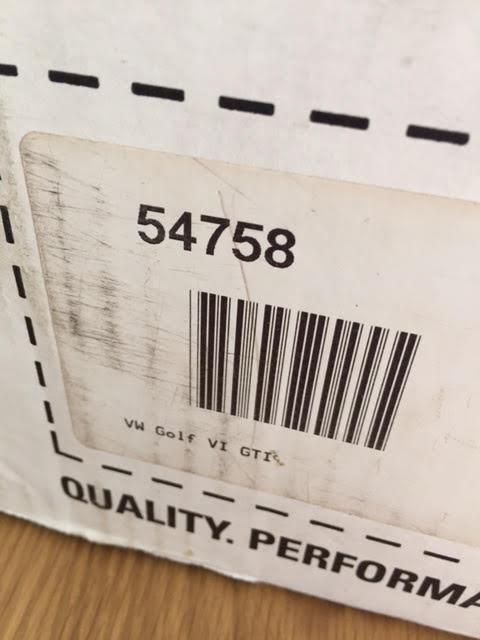 54758
VW Golf VI GTI
QUALITY. PERFORMA